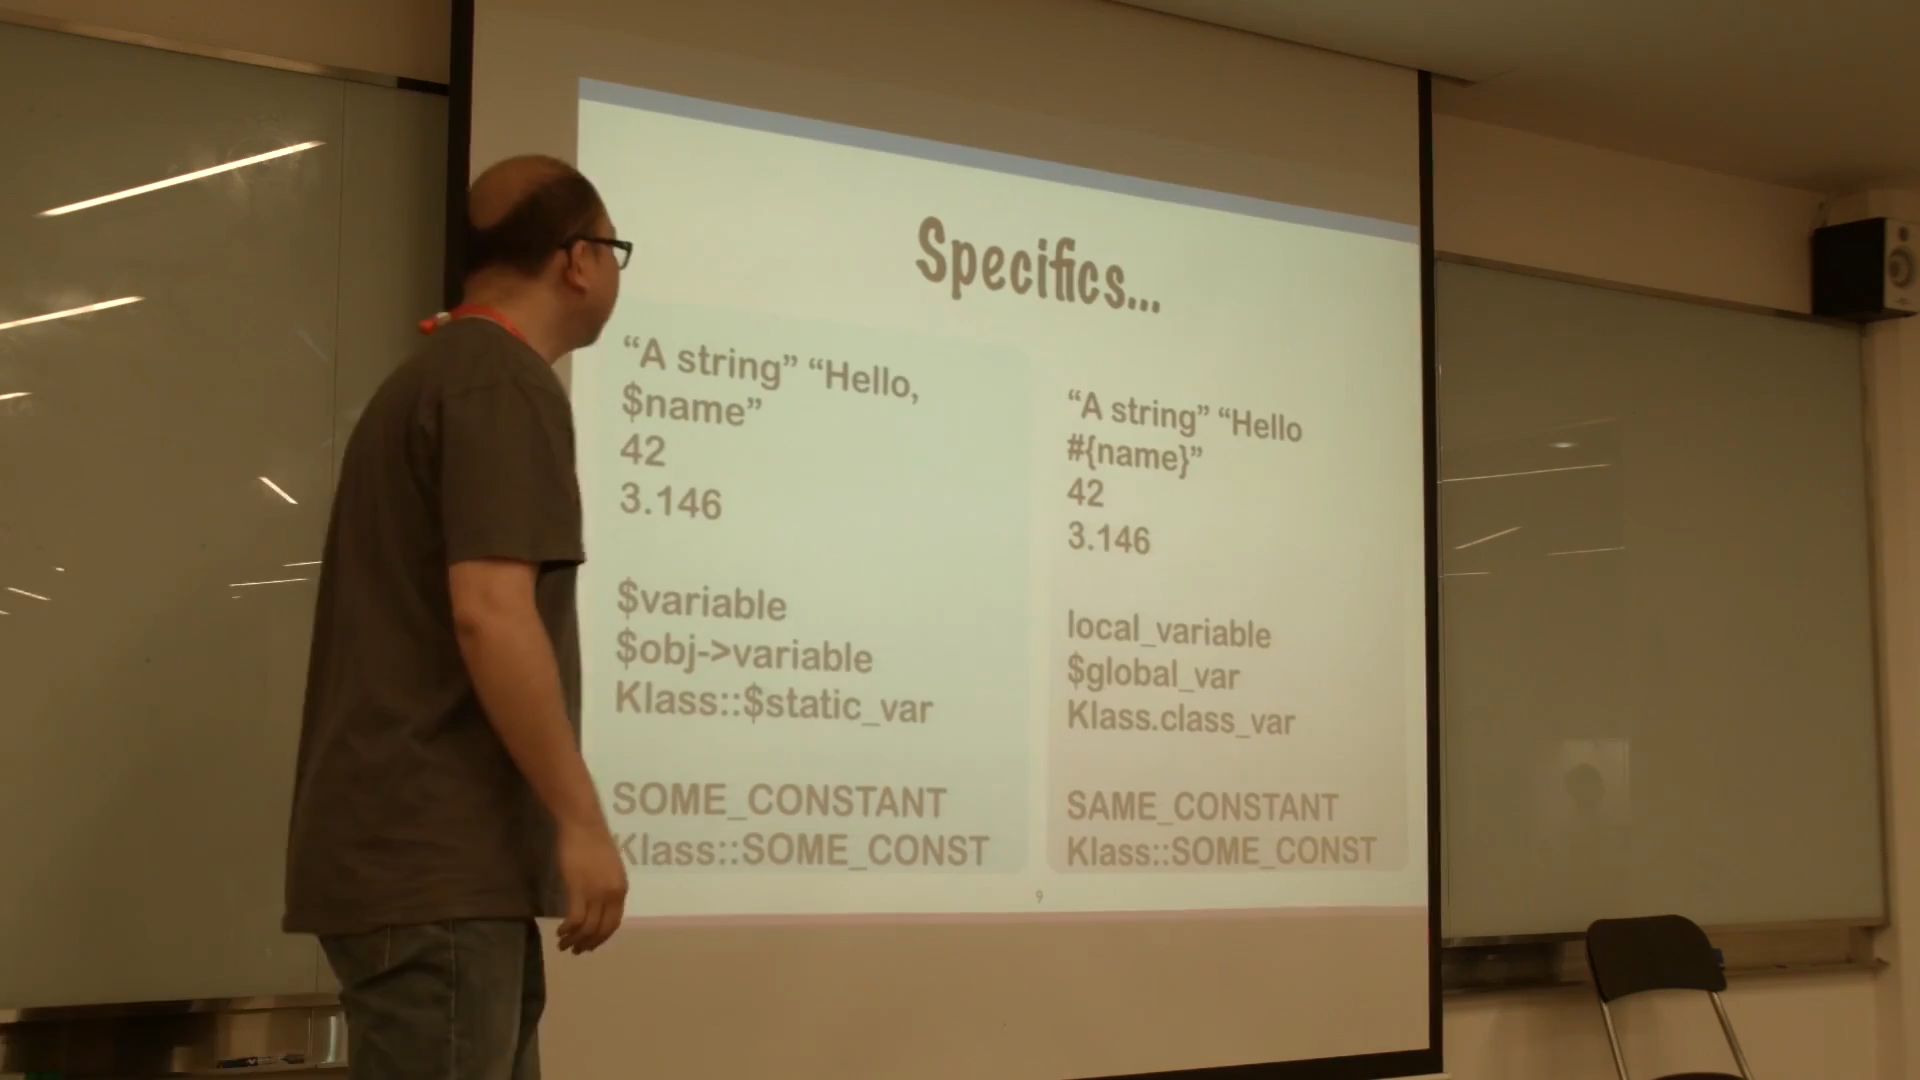 Specifics...
“A string” “Hello,
$name”
42
3.146
$variable
$obj->variable
Klass::$static_var
SOME_CONSTANT
Klass::SOME_CONST
“A string” “Hello
#{name}”
42
3.146
local_variable
$global_var
Klass.class_var
SAME_CONSTANT
Klass::SOME_CONST
9